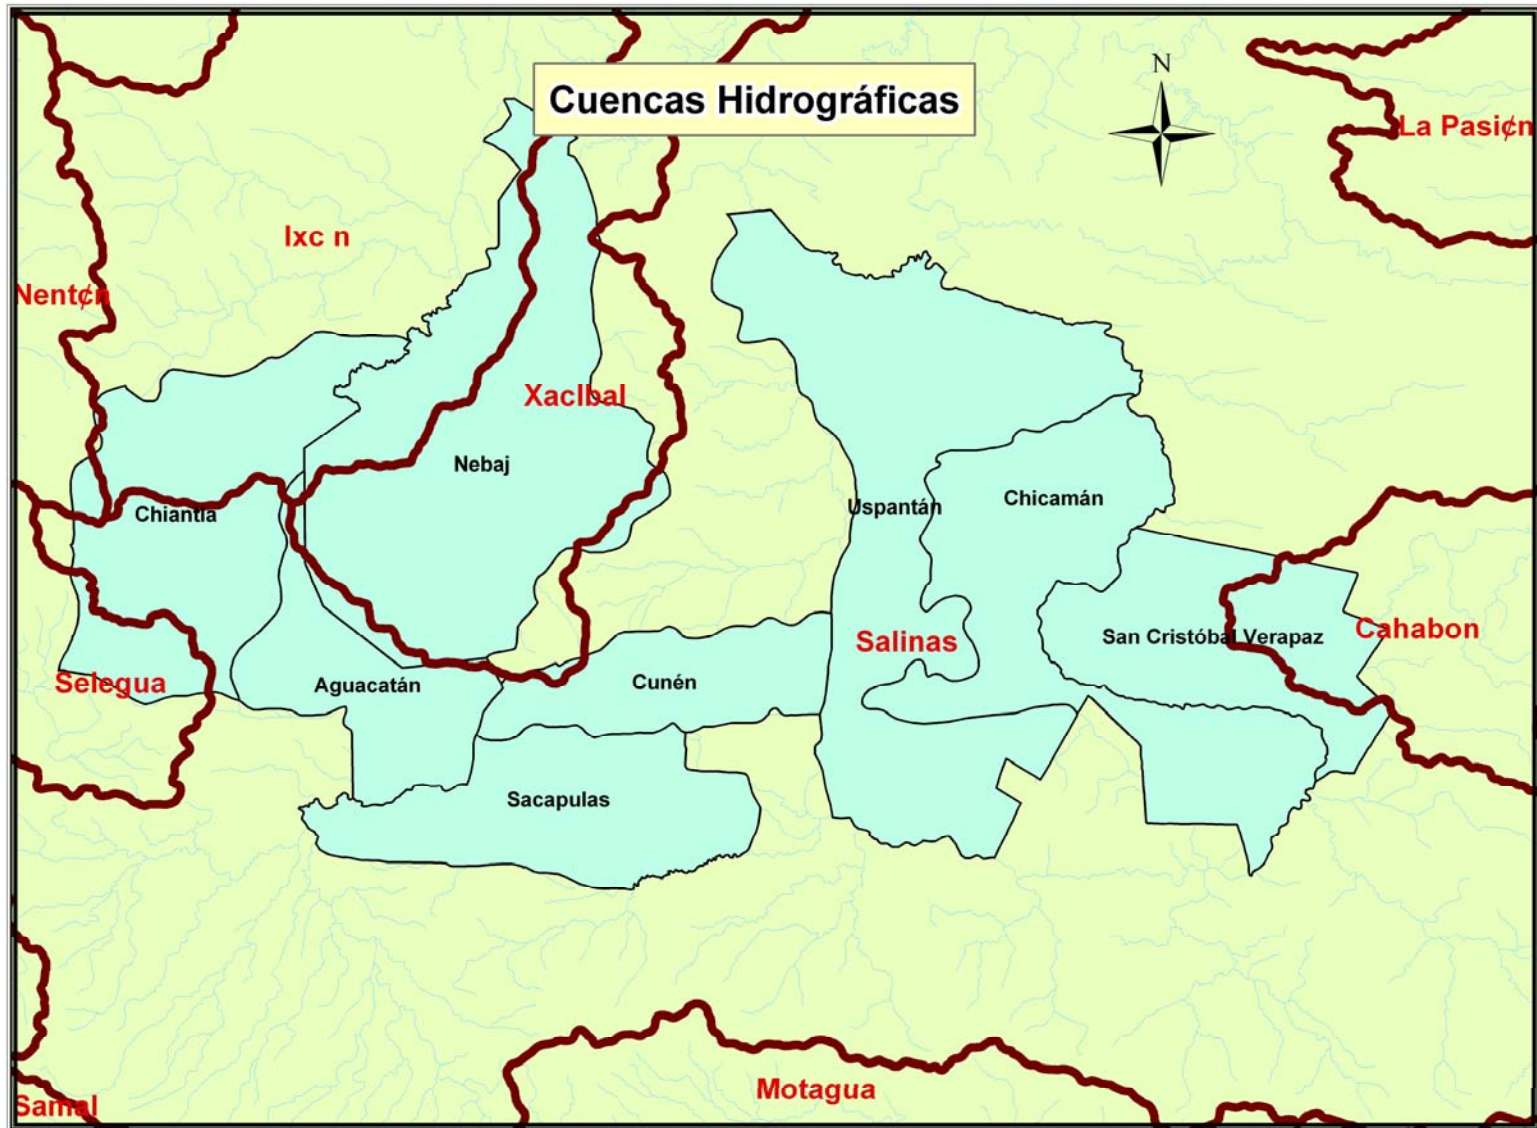 Cuencas Hidrográficas
N
La Pasi¢n
Ixc n
Nent¢n
Xaclbal
Nebaj
Chiantla
Uspantán
Chicamán
San Cristóbal Verapaz
Cahabon
Salinas
Selegua
Aguacatán
Cunén
Sacapulas
Motagua
Samal